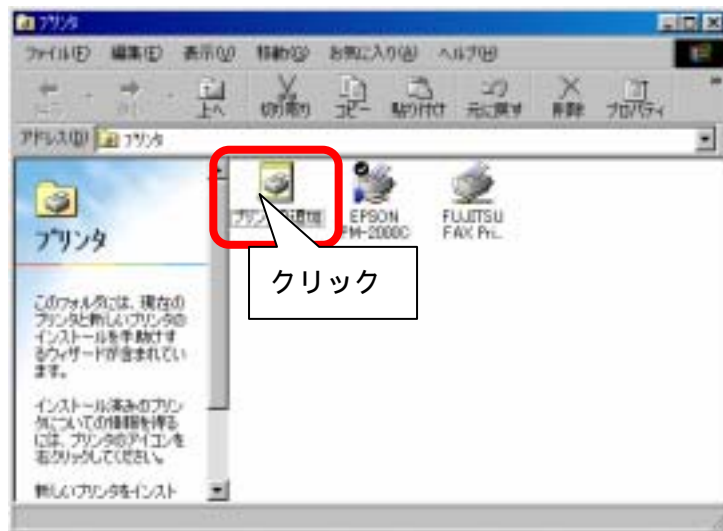 プリンタ
ファイル(F) 編集(E) 表示(V) 移動(G) お気に入り(A) ヘルプ(H)
上へ 切り取り コピー 貼り付け 元に戻す 削除 プロパティ
アドレス(D) プリンタ
プリンタ
プリンタの追加 EPSON FUJITSU
PM-2000C FAX Pri...
クリック
このフォルダには、現在の
プリンタと新しいプリンタの
インストールを手助けす
るウィザードが含まれてい
ます。
インストール済みのプリン
タについての情報を得る
には、プリンタのアイコンを
右クリックしてください。
新しいプリンタをインスト